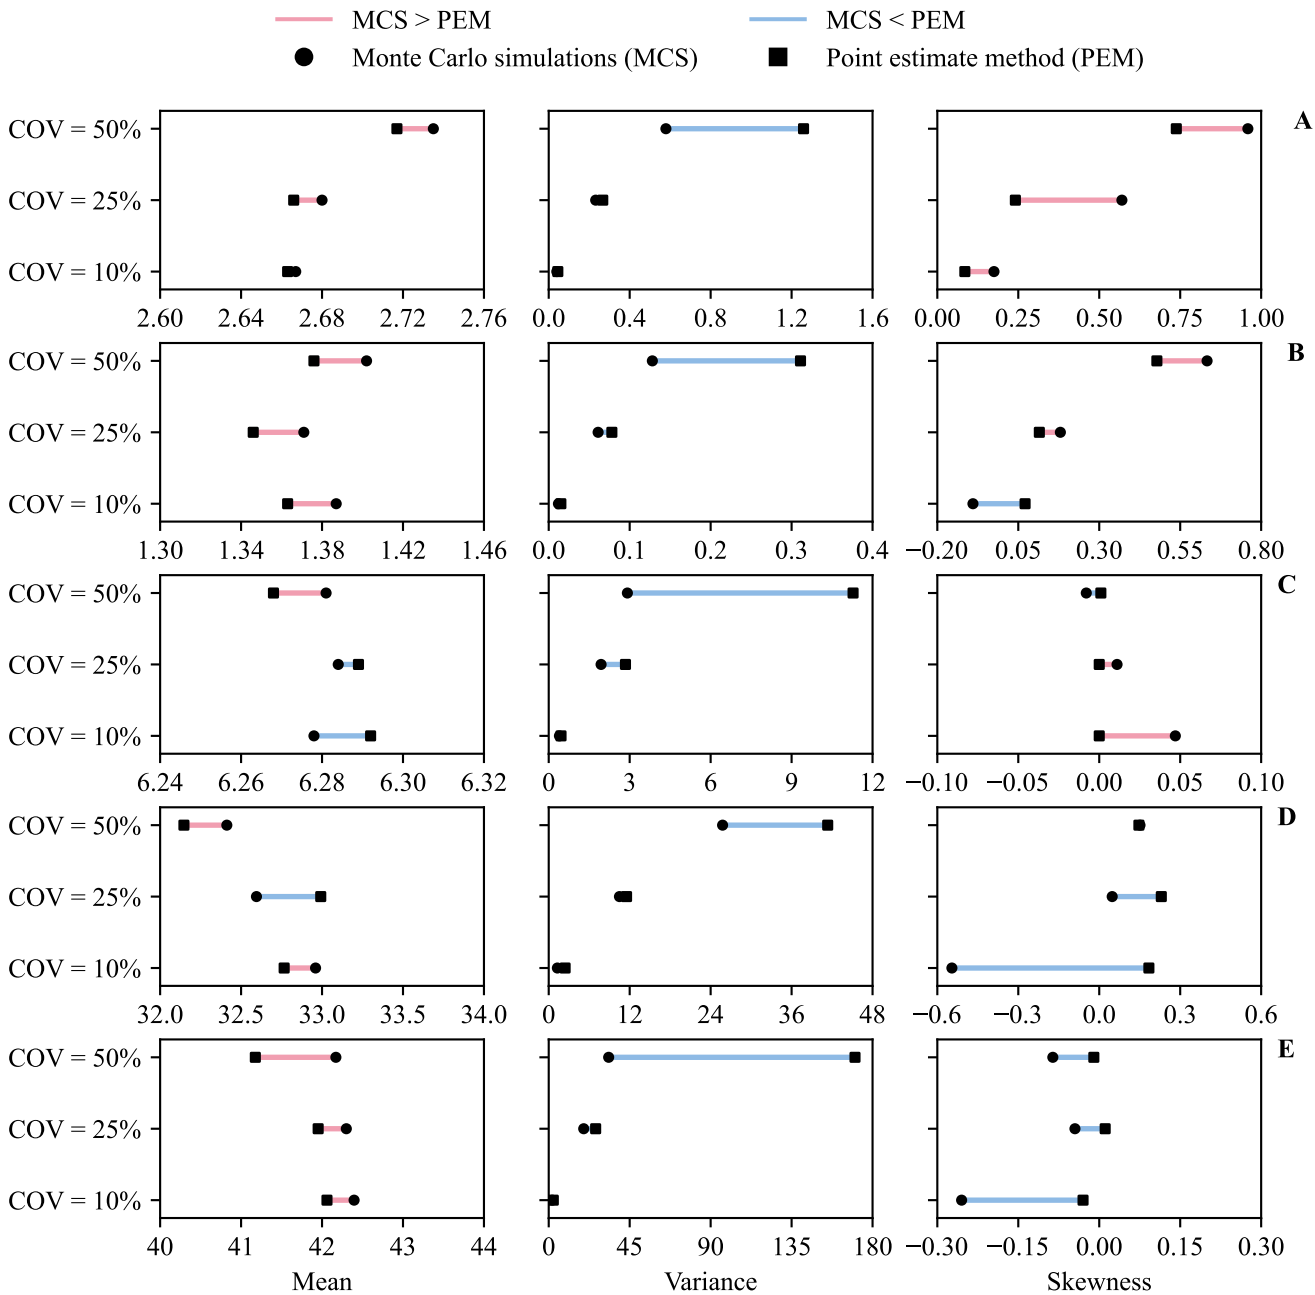 MCS > PEM MCS < PEM
Monte Carlo simulations (MCS) Point estimate method (PEM)
COV = 50% A
COV = 25%
COV = 10%
2.60 2.64 2.68 2.72 2.76 0.0 0.4 0.8 1.2 1.6 0.00 0.25 0.50 0.75 1.00
COV = 50% B
COV = 25%
COV = 10%
1.30 1.34 1.38 1.42 1.46 0.0 0.1 0.2 0.3 0.4 −0.20 0.05 0.30 0.55 0.80
COV = 50% C
COV = 25%
COV = 10%
6.24 6.26 6.28 6.30 6.32 0 3 6 9 12 −0.10 −0.05 0.00 0.05 0.10
COV = 50% D
COV = 25%
COV = 10%
32.0 32.5 33.0 33.5 34.0 0 12 24 36 48 −0.6 −0.3 0.0 0.3 0.6
COV = 50% E
COV = 25%
COV = 10%
40 41 42 43 44 0 45 90 135 180 −0.30 −0.15 0.00 0.15 0.30
Mean Variance Skewness